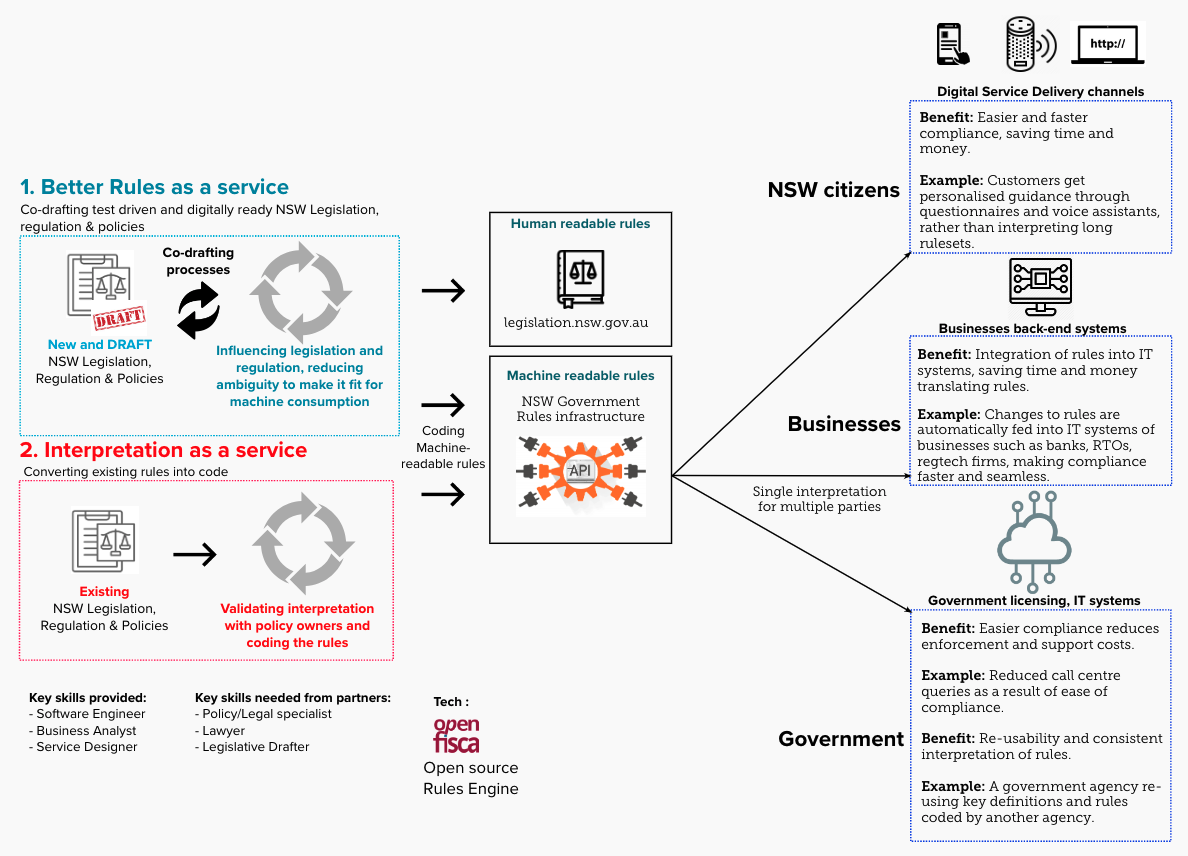 http://
Digital Service Delivery channels
Benefit: Easier and faster
compliance, saving time and
money.
Example: Customers get
personalised guidance through
questionnaires and voice assistants,
rather than interpreting long
rulesets.
NSW citizens
1. Better Rules as a service
Co-drafting test driven and digitally ready NSW Legislation,
regulation & policies
Co-drafting
processes
DRAFT
New and DRAFT
NSW Legislation,
Regulation & Policies
Influencing legislation and
regulation, reducing
ambiguity to make it fit for
machine consumption
Human readable rules
legislation.nsw.gov.au
Machine readable rules
NSW Government
Rules infrastructure
API
Coding
Machine-
readable rules
2. Interpretation as a service
Converting existing rules into code
Existing
NSW Legislation,
Regulation & Policies
Validating interpretation
with policy owners and
coding the rules
Single interpretation
for multiple parties
Businesses back-end systems
Businesses
Benefit: Integration of rules into IT
systems, saving time and money
translating rules.
Example: Changes to rules are
automatically fed into IT systems of
businesses such as banks, RTOs,
regtech firms, making compliance
faster and seamless.
Government licensing, IT systems
Government
Benefit: Easier compliance reduces
enforcement and support costs.
Example: Reduced call centre
queries as a result of ease of
compliance.
Benefit: Re-usability and consistent
interpretation of rules.
Example: A government agency re-
using key definitions and rules
coded by another agency.
Key skills provided:
- Software Engineer
- Business Analyst
- Service Designer
Key skills needed from partners:
- Policy/Legal specialist
- Lawyer
- Legislative Drafter
Tech :
open
fisca
Open source
Rules Engine